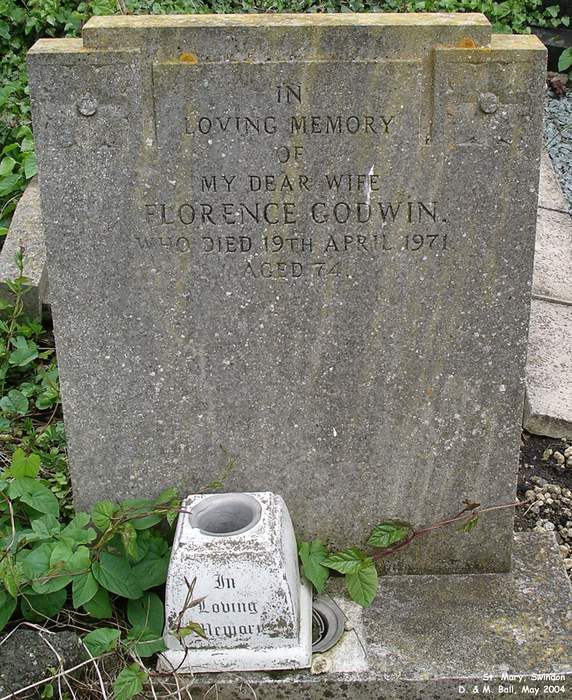 IN
LOVING MEMORY
OF
MY DEAR WIFE
FLORENCE GODWIN.
WHO DIED 19TH APRIL 1971
AGED 74.
In
Loving
Memory
St. Mary, Swindon
D. & M. Ball, May 2004